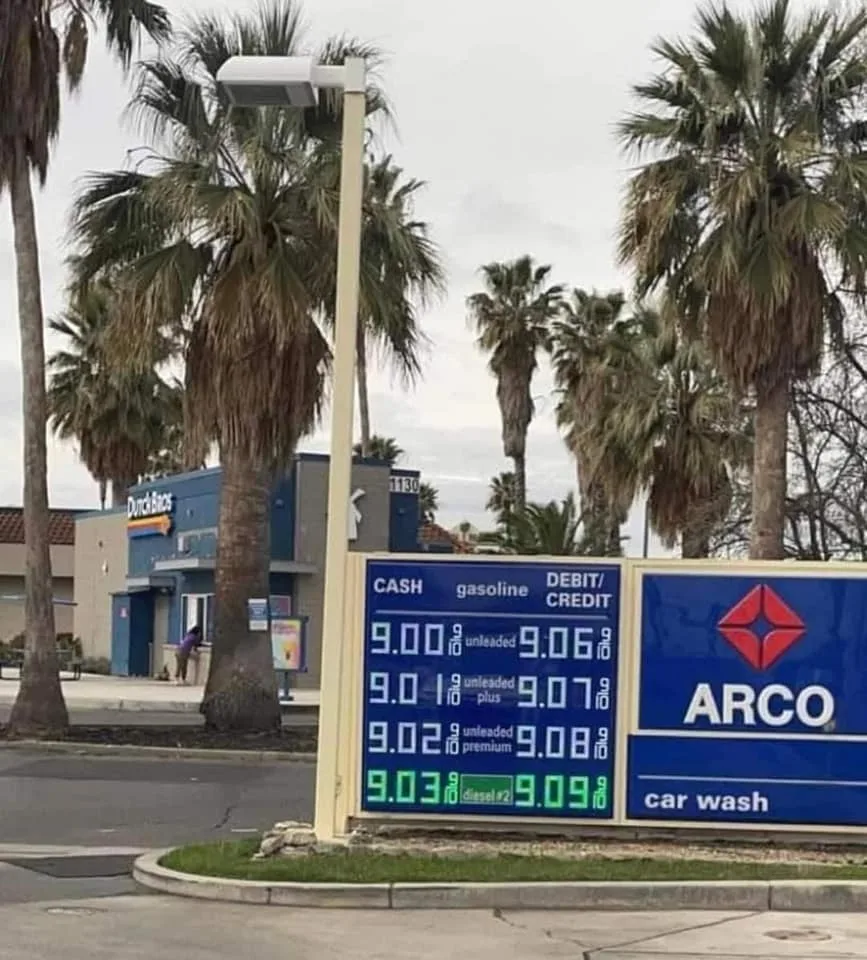 DUTCH BROS
1130
CASH gasoline DEBIT/ CREDIT
9.00 9/10 unleaded 9.06 9/10
9.01 9/10 unleaded plus 9.07 9/10
9.02 9/10 unleaded premium 9.08 9/10
9.03 9/10 diesel #2 9.09 9/10
ARCO
car wash